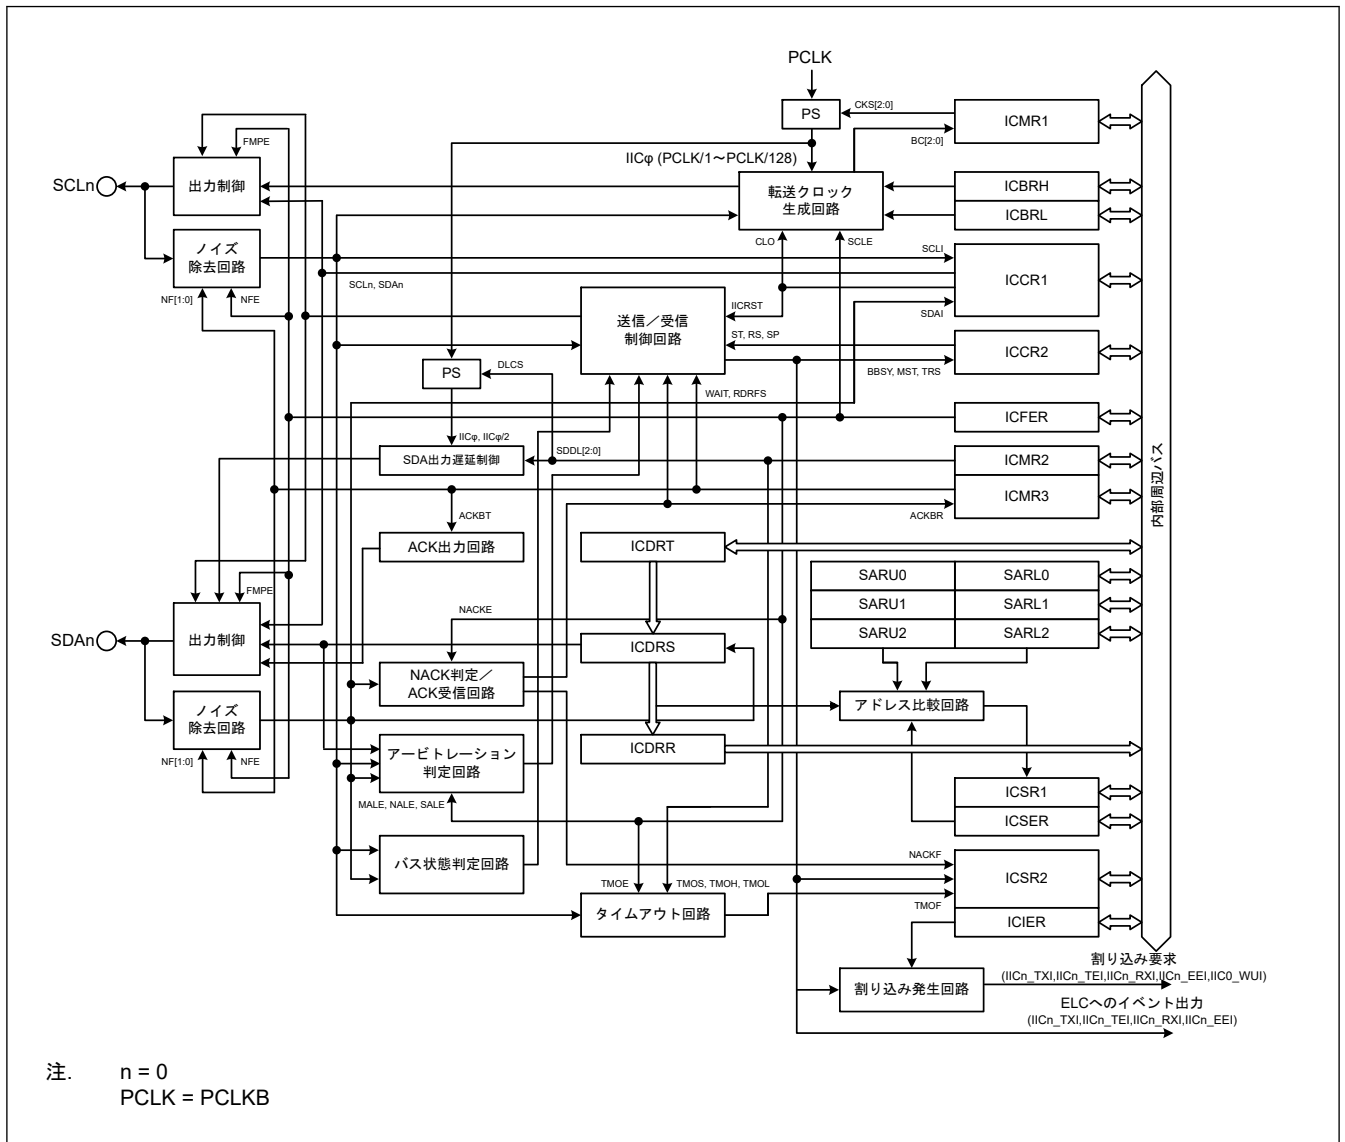 PCLK
PS
CKS[2:0]
ICMR1
BC[2:0]
FMPE
IICφ (PCLK/1～PCLK/128)
SCLn
出力制御
転送クロック
生成回路
ICBRH
ICBRL
ノイズ
除去回路
CLO
SCLE
SCLI
ICCR1
SCLn, SDAn
NF[1:0]
NFE
IICRST
SDAI
送信／受信
制御回路
ST, RS, SP
ICCR2
BBSY, MST, TRS
PS
DLCS
WAIT, RDRFS
ICFER
IICφ, IICφ/2
SDA出力遅延制御
SDDL[2:0]
ICMR2
ICMR3
内部周辺バス
ACKBT
ACKBR
ACK出力回路
ICDRT
SARU0
SARL0
FMPE
SARU1
SARL1
NACKE
SDAn
出力制御
ICDRS
SARU2
SARL2
NACK判定／
ACK受信回路
アドレス比較回路
ノイズ
除去回路
ICDRR
NF[1:0]
NFE
アービトレーション
判定回路
ICSR1
MALE, NALE, SALE
ICSER
バス状態判定回路
NACKF
ICSR2
TMOE
TMOS, TMOH, TMOL
TMOF
タイムアウト回路
ICIER
割り込み要求
(IICn_TXI,IICn_TEI,IICn_RXI,IICn_EEI,IIC0_WUI)
割り込み発生回路
ELCへのイベント出力
(IICn_TXI,IICn_TEI,IICn_RXI,IICn_EEI)
注. n = 0
PCLK = PCLKB